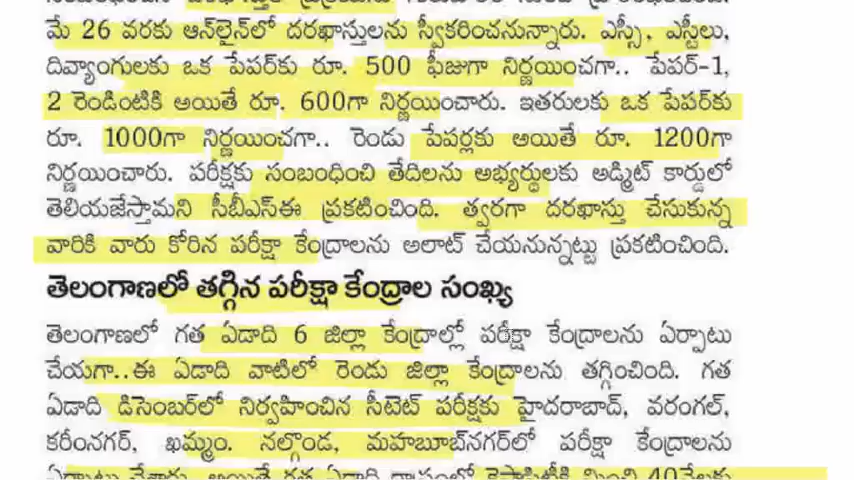 మే 26 వరకు ఆన్‌లైన్‌లో దరఖాస్తులను స్వీకరించనున్నారు. ఎస్సీ, ఎస్టీలు,
దివ్యాంగులకు ఒక పేపర్‌కు రూ. 500 ఫీజుగా నిర్ణయించగా.. పేపర్-1,
2 రెండింటికి అయితే రూ. 600గా నిర్ణయించారు. ఇతరులకు ఒక పేపర్‌కు
రూ. 1000గా నిర్ణయించగా.. రెండు పేపర్లకు అయితే రూ. 1200గా
నిర్ణయించారు. పరీక్షకు సంబంధించి తేదిలను అభ్యర్థులకు అడ్మిట్ కార్డులో
తెలియజేస్తామని సీబీఎస్ఈ ప్రకటించింది. త్వరగా దరఖాస్తు చేసుకున్న
వారికి వారు కోరిన పరీక్షా కేంద్రాలను అలాట్ చేయనున్నట్టు ప్రకటించింది.
తెలంగాణలో తగ్గిన పరీక్షా కేంద్రాల సంఖ్య
తెలంగాణలో గత ఏడాది 6 జిల్లా కేంద్రాల్లో పరీక్షా కేంద్రాలను ఏర్పాటు
చేయగా..ఈ ఏడాది వాటిలో రెండు జిల్లా కేంద్రాలను తగ్గించింది. గత
ఏడాది డిసెంబర్‌లో నిర్వహించిన సీటెట్ పరీక్షకు హైదరాబాద్, వరంగల్,
కరీంనగర్, ఖమ్మం. నల్గొండ, మహబూబ్‌నగర్‌లో పరీక్షా కేంద్రాలను